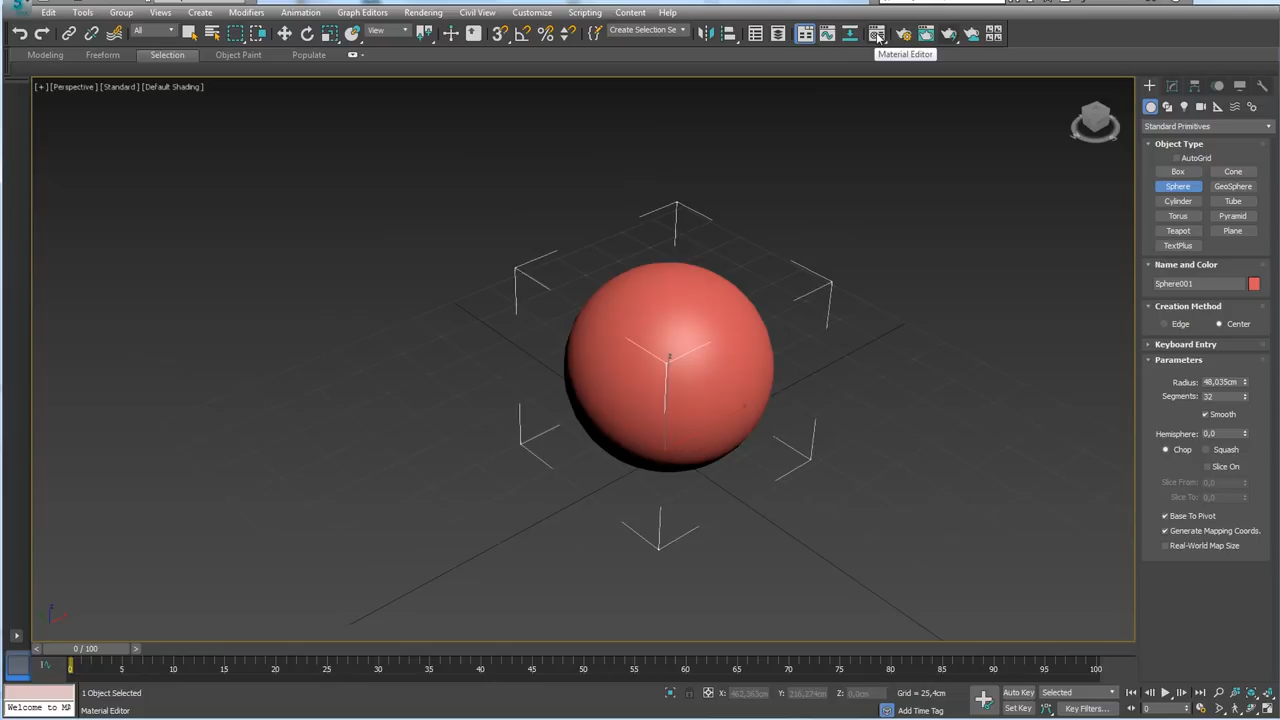 Edit Tools Group Views Create Modifiers Animation Graph Editors Rendering Civil View Customize Scripting Content Help
All View Create Selection Se
Modeling Freeform Selection Object Paint Populate
Material Editor
[+] [Perspective] [Standard] [Default Shading]
Standard Primitives
Object Type
AutoGrid
Box Cone
Sphere GeoSphere
Cylinder Tube
Torus Pyramid
Teapot Plane
TextPlus
Name and Color
Sphere001
Creation Method
Edge Center
Keyboard Entry
Parameters
Radius: 48,035cm
Segments: 32
Smooth
Hemisphere: 0,0
Chop Squash
Slice On
Slice From: 0,0
Slice To: 0,0
Base To Pivot
Generate Mapping Coords.
Real-World Map Size
z
z
< 0 / 100 >
0 5 10 15 20 25 30 35 40 45 50 55 60 65 70 75 80 85 90 95 100
1 Object Selected X: 462,363cm Y: 216,274cm Z: 0,0cm Grid = 25,4cm Auto Key Selected
Welcome to MA Material Editor Add Time Tag Set Key Key Filters... 0